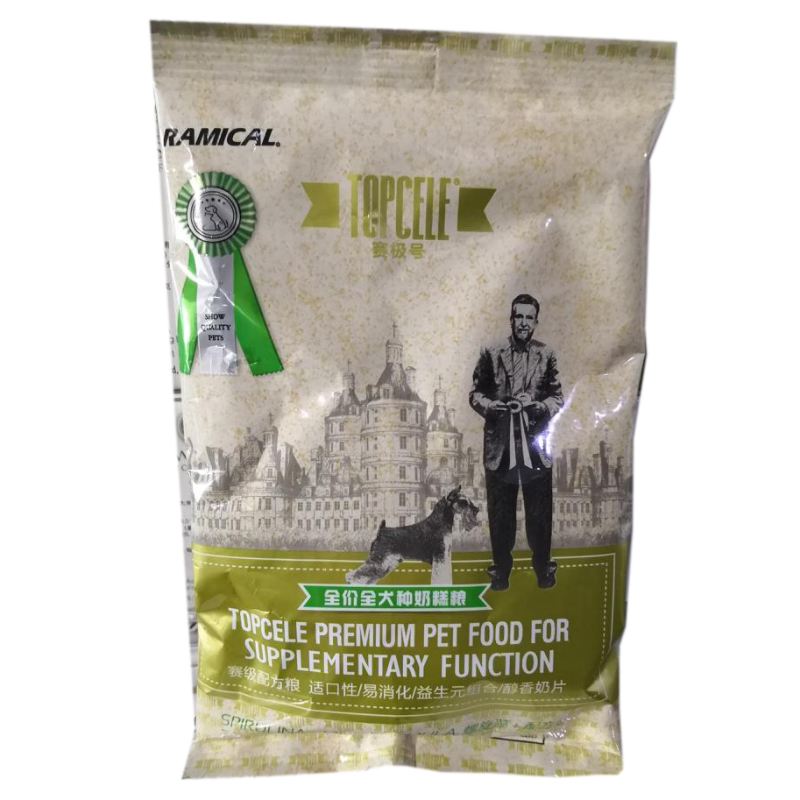 RAMICAL®
TOPCELE®
赛极号
SHOW
QUALITY
PETS
全价全犬种奶糕粮
TOPCELE PREMIUM PET FOOD FOR
SUPPLEMENTARY FUNCTION
赛级配方粮 适口性/易消化/益生元组合/醇香奶片